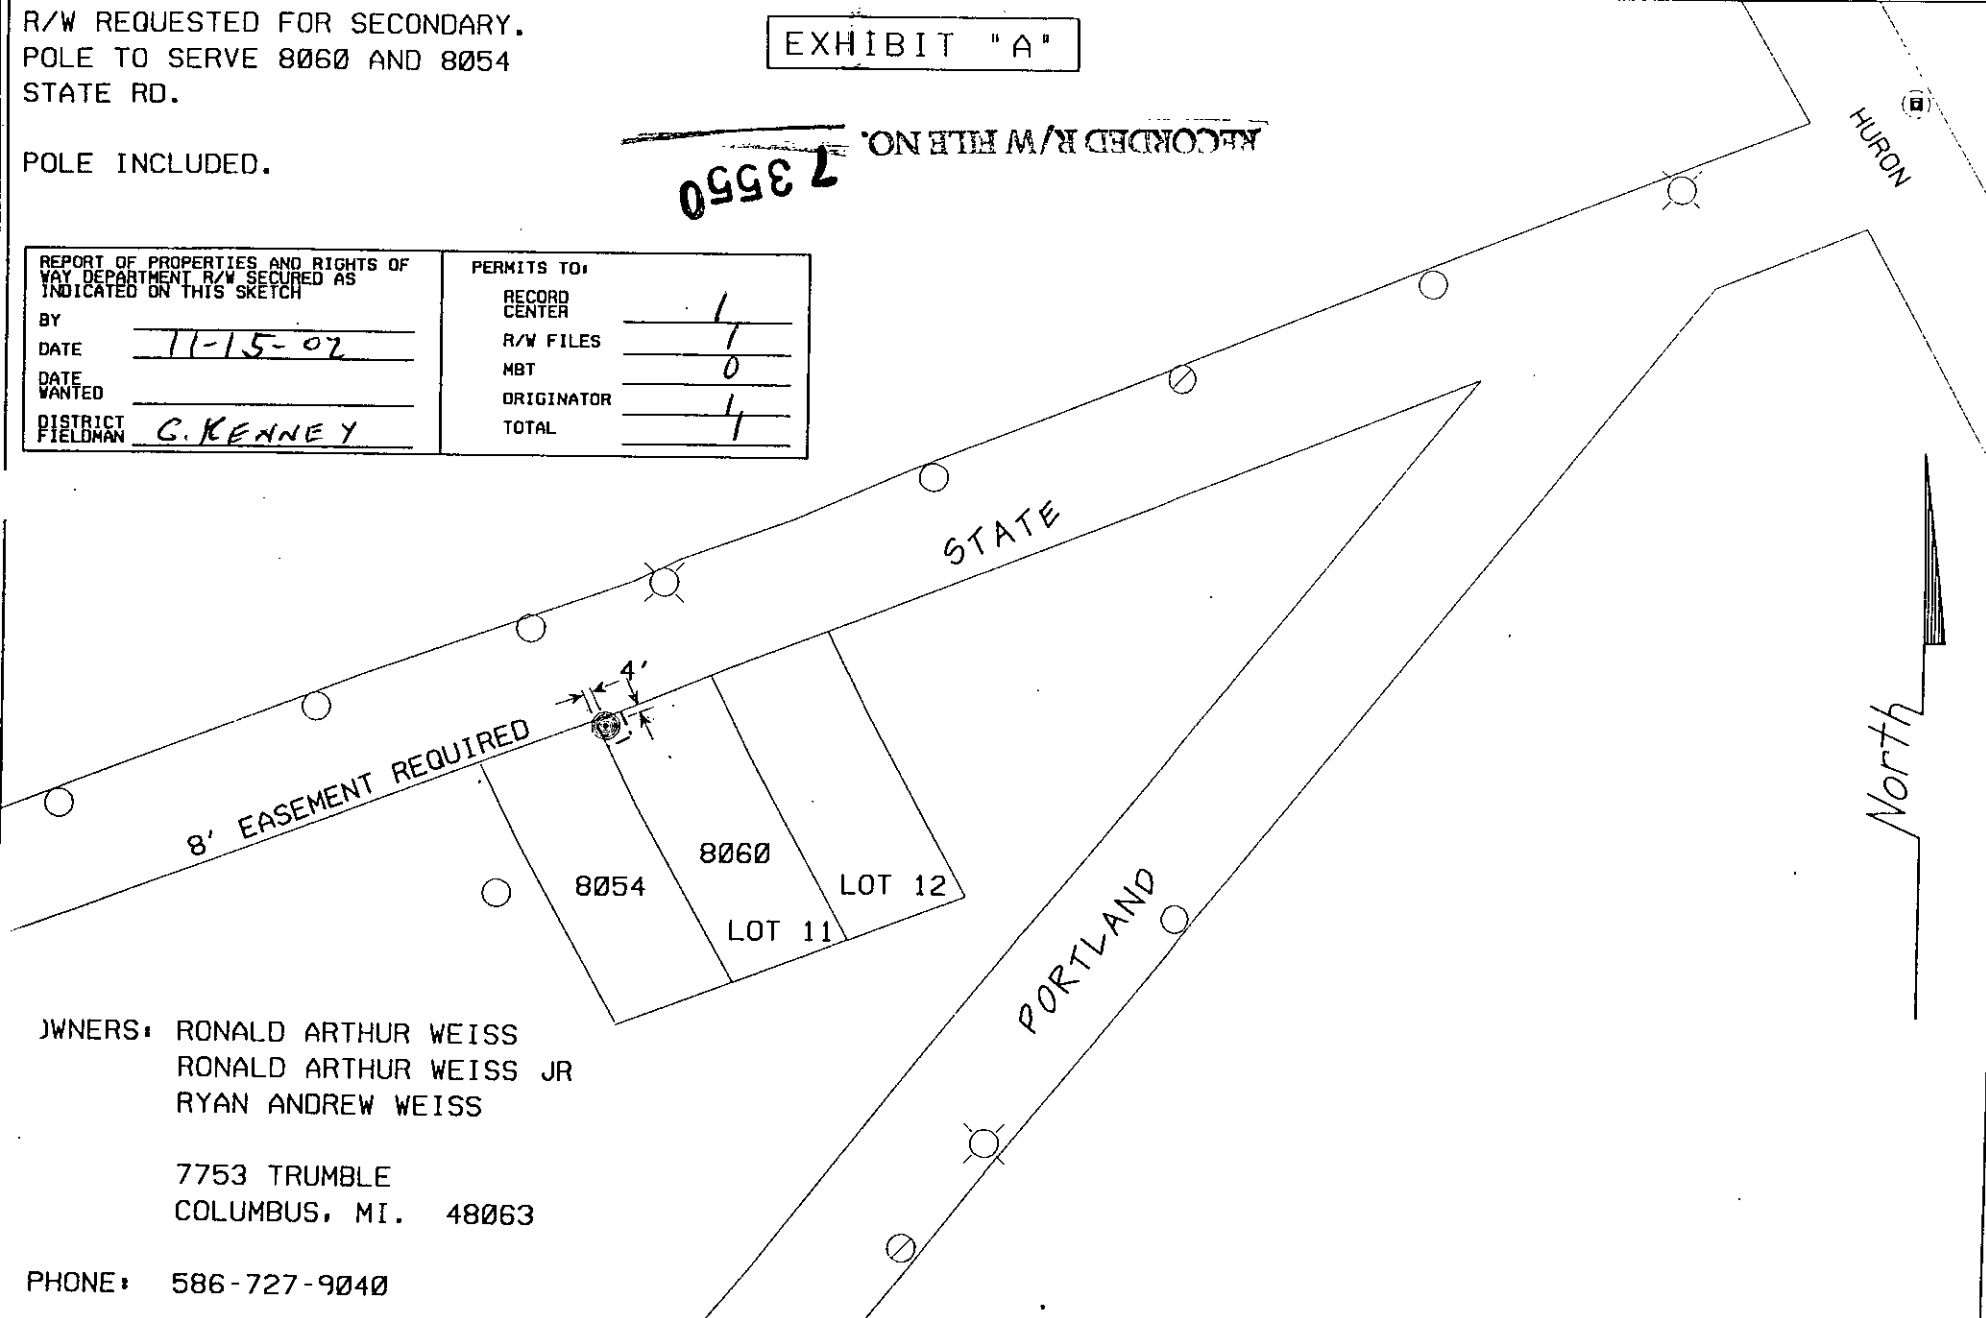 R/W REQUESTED FOR SECONDARY.
POLE TO SERVE 8060 AND 8054
STATE RD.
POLE INCLUDED.
EXHIBIT "A"
RECORDED R/W FILE NO.
73550
REPORT OF PROPERTIES AND RIGHTS OF
WAY DEPARTMENT R/W SECURED AS
INDICATED ON THIS SKETCH
BY
DATE 11-15-02
DATE
WANTED
DISTRICT
FIELDMAN G. KENNEY
PERMITS TO:
RECORD
CENTER 1
R/W FILES 1
MBT 0
ORIGINATOR 1
TOTAL 1
HURON
STATE
4'
8' EASEMENT REQUIRED
8054
8060
LOT 11
LOT 12
PORTLAND
North
OWNERS: RONALD ARTHUR WEISS
RONALD ARTHUR WEISS JR
RYAN ANDREW WEISS
7753 TRUMBLE
COLUMBUS, MI. 48063
PHONE: 586-727-9040